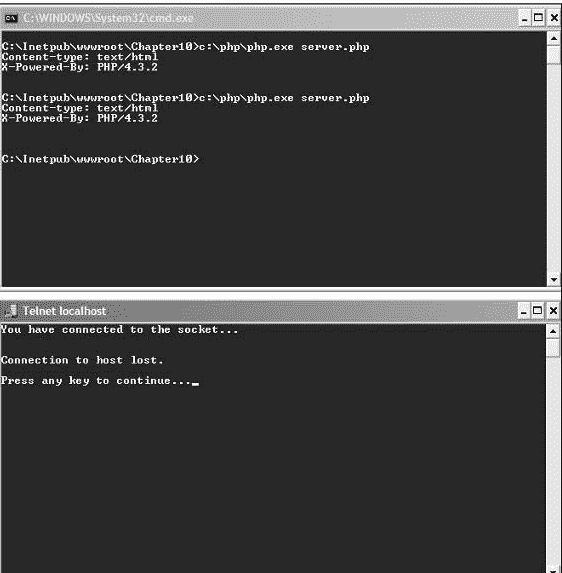 C:\WINDOWS\System32\cmd.exe
C:\Inetpub\wwwroot\Chapter10>c:\php\php.exe server.php
Content-type: text/html
X-Powered-By: PHP/4.3.2
C:\Inetpub\wwwroot\Chapter10>c:\php\php.exe server.php
Content-type: text/html
X-Powered-By: PHP/4.3.2
C:\Inetpub\wwwroot\Chapter10>
Telnet localhost
You have connected to the socket...
Connection to host lost.
Press any key to continue..._